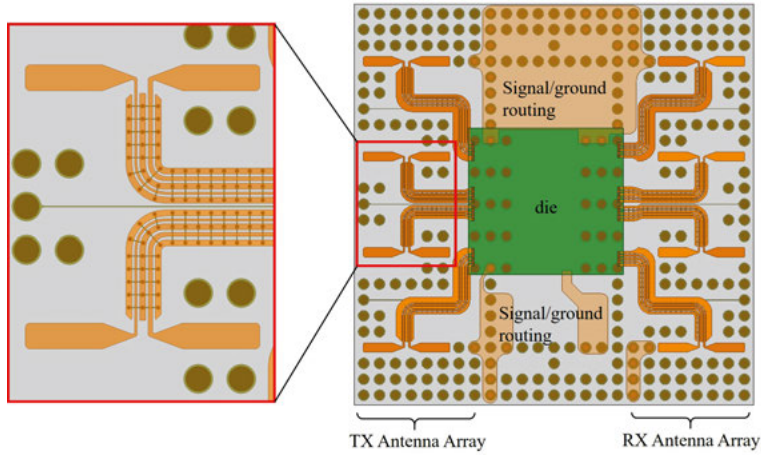 Signal/ground
routing
die
Signal/ground
routing
TX Antenna Array
RX Antenna Array